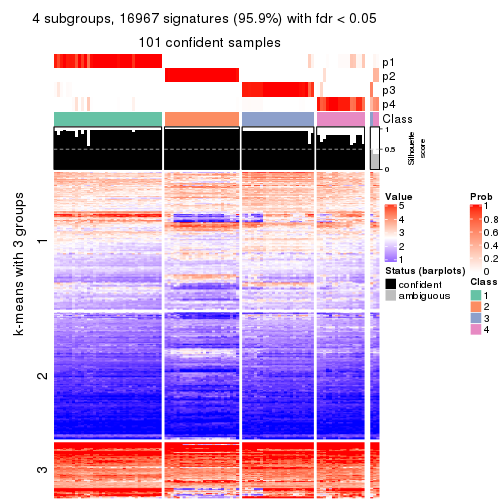 4 subgroups, 16967 signatures (95.9%) with fdr < 0.05
101 confident samples
p1
p2
p3
p4
Class
1
0.5
0
Silhouette
score
k-means with 3 groups
1
2
3
Value
5
4
3
2
1
Status (barplots)
confident
ambiguous
Prob
1
0.8
0.6
0.4
0.2
0
Class
1
2
3
4